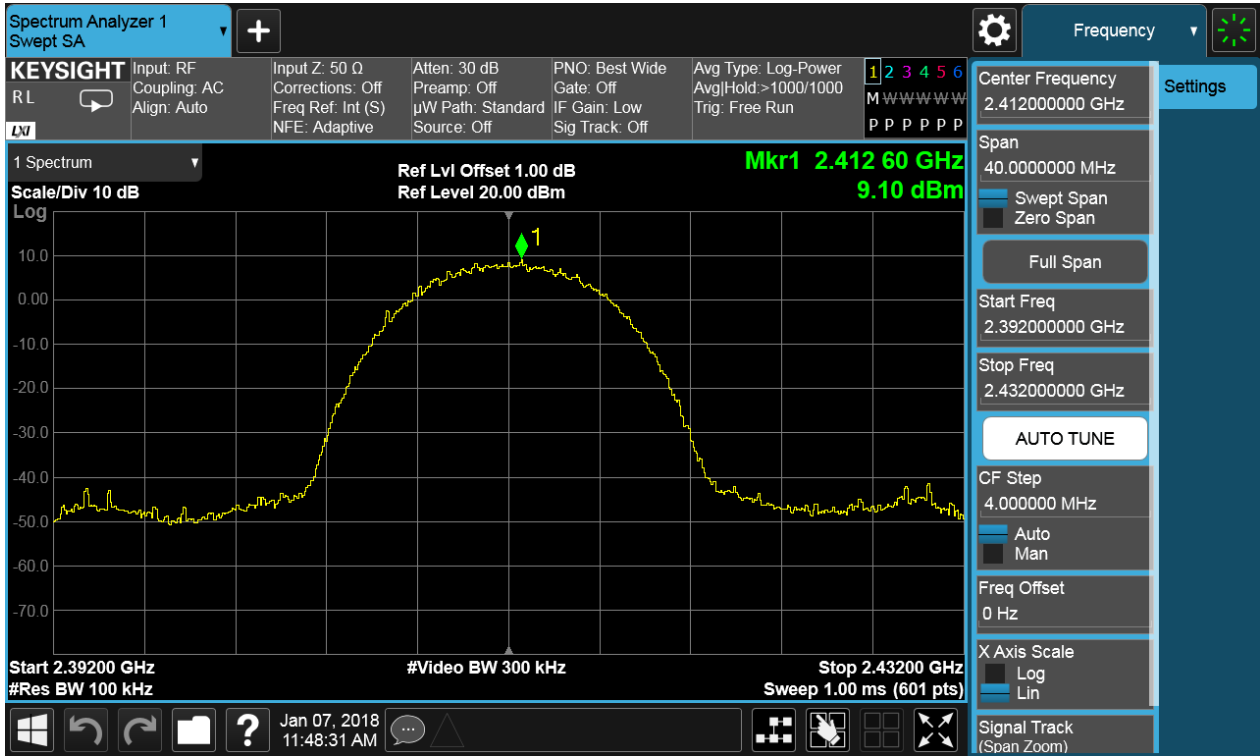 Spectrum Analyzer 1
Swept SA
+
Frequency
KEYSIGHT
RL
LXI
Input: RF
Coupling: AC
Align: Auto
Input Z: 50 Ω
Corrections: Off
Freq Ref: Int (S)
NFE: Adaptive
Atten: 30 dB
Preamp: Off
µW Path: Standard
Source: Off
PNO: Best Wide
Gate: Off
IF Gain: Low
Sig Track: Off
Avg Type: Log-Power
Avg|Hold:>1000/1000
Trig: Free Run
1 2 3 4 5 6
M W W W W W
P P P P P P
1 Spectrum
Scale/Div 10 dB
Ref Lvl Offset 1.00 dB
Ref Level 20.00 dBm
Mkr1 2.412 60 GHz
9.10 dBm
Log
1
10.0
0.00
-10.0
-20.0
-30.0
-40.0
-50.0
-60.0
-70.0
Start 2.39200 GHz
#Video BW 300 kHz
Stop 2.43200 GHz
#Res BW 100 kHz
Sweep 1.00 ms (601 pts)
Center Frequency
2.412000000 GHz
Span
40.0000000 MHz
Swept Span
Zero Span
Full Span
Start Freq
2.392000000 GHz
Stop Freq
2.432000000 GHz
AUTO TUNE
CF Step
4.000000 MHz
Auto
Man
Freq Offset
0 Hz
X Axis Scale
Log
Lin
Signal Track
(Span Zoom)
Settings
?
Jan 07, 2018
11:48:31 AM